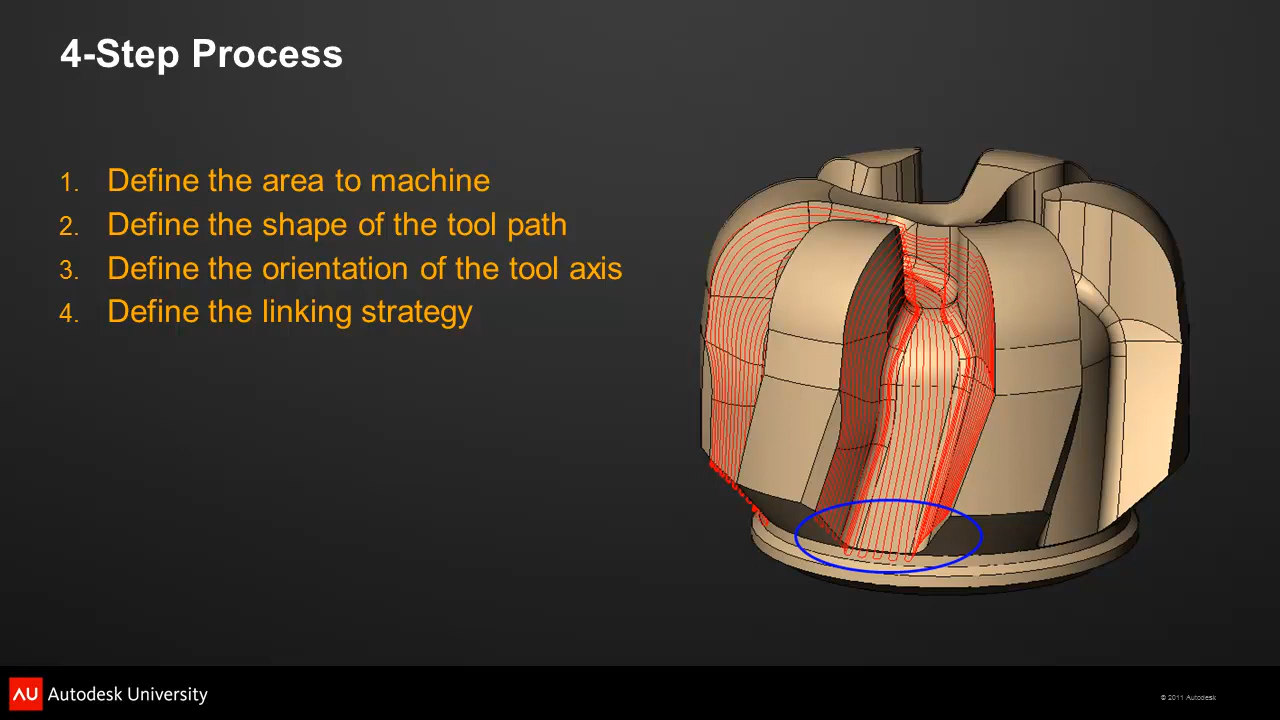 4-Step Process
1. Define the area to machine
2. Define the shape of the tool path
3. Define the orientation of the tool axis
4. Define the linking strategy
AU Autodesk University
© 2011 Autodesk